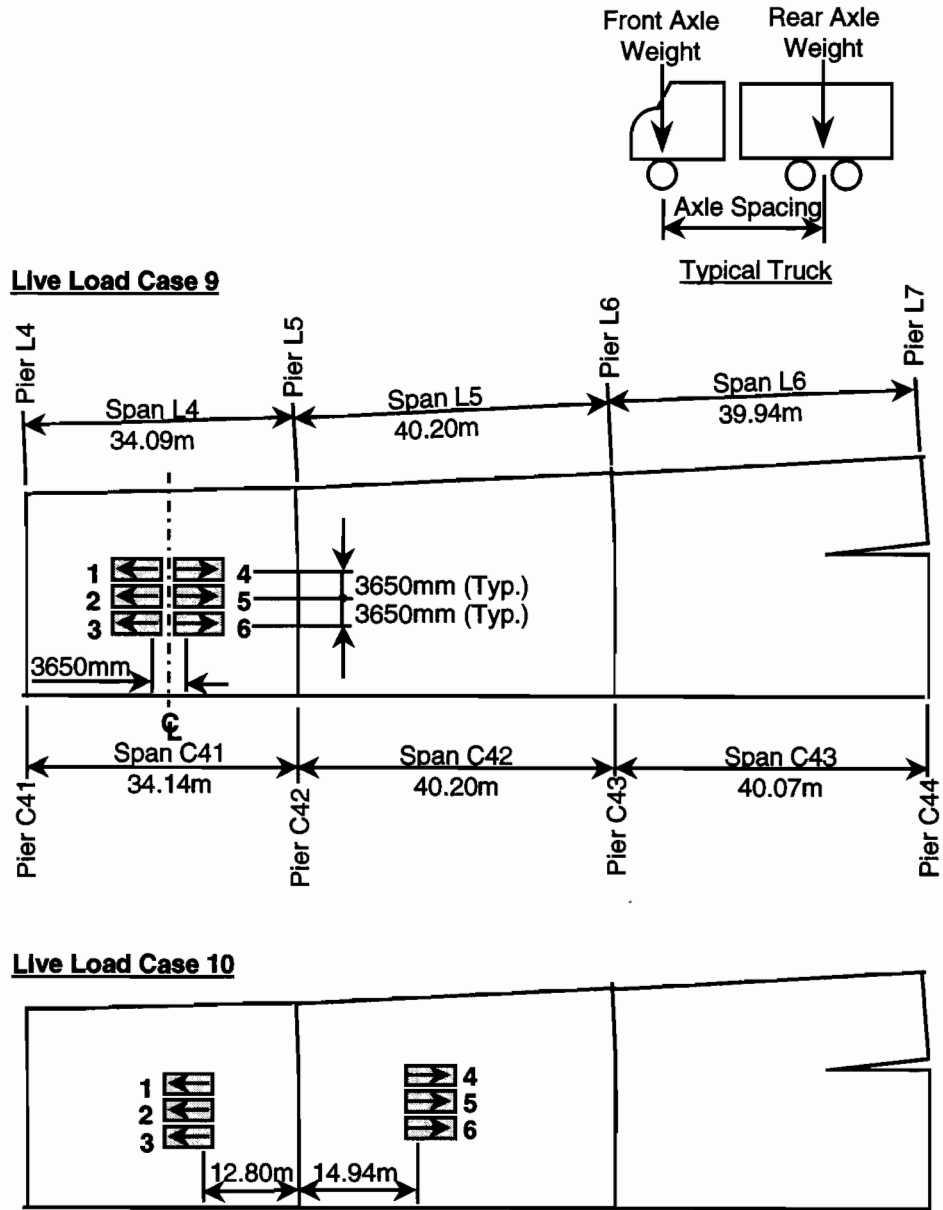 Front Axle
Weight
Rear Axle
Weight
Axle Spacing
Typical Truck
Live Load Case 9
Pier L4
Pier L5
Pier L6
Pier L7
Span L4
34.09m
Span L5
40.20m
Span L6
39.94m
1
2
3
4
5
6
3650mm (Typ.)
3650mm (Typ.)
3650mm
CL
Span C41
34.14m
Span C42
40.20m
Span C43
40.07m
Pier C41
Pier C42
Pier C43
Pier C44
Live Load Case 10
1
2
3
4
5
6
12.80m
14.94m